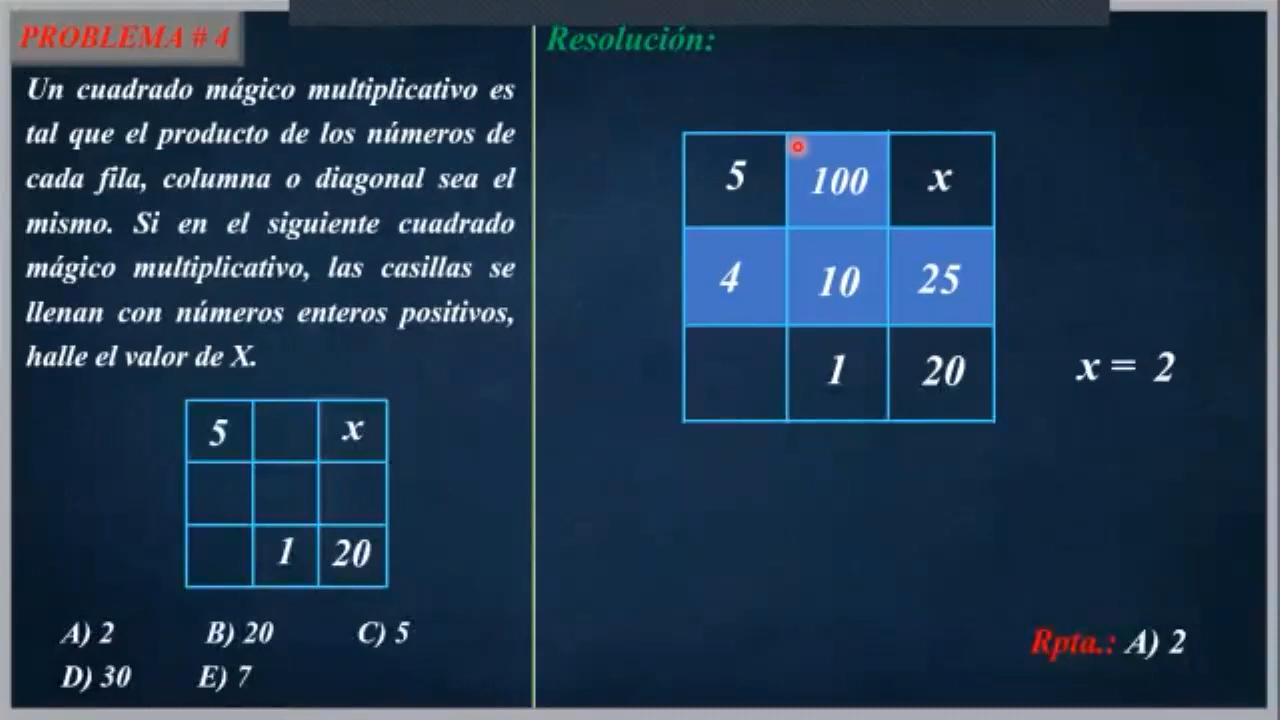 PROBLEMA # 4
Un cuadrado mágico multiplicativo es
tal que el producto de los números de
cada fila, columna o diagonal sea el
mismo. Si en el siguiente cuadrado
mágico multiplicativo, las casillas se
llenan con números enteros positivos,
halle el valor de X.
5 x
1 20
A) 2 B) 20 C) 5
D) 30 E) 7
Resolución:
5 100 x
4 10 25
1 20
x = 2
Rpta.: A) 2